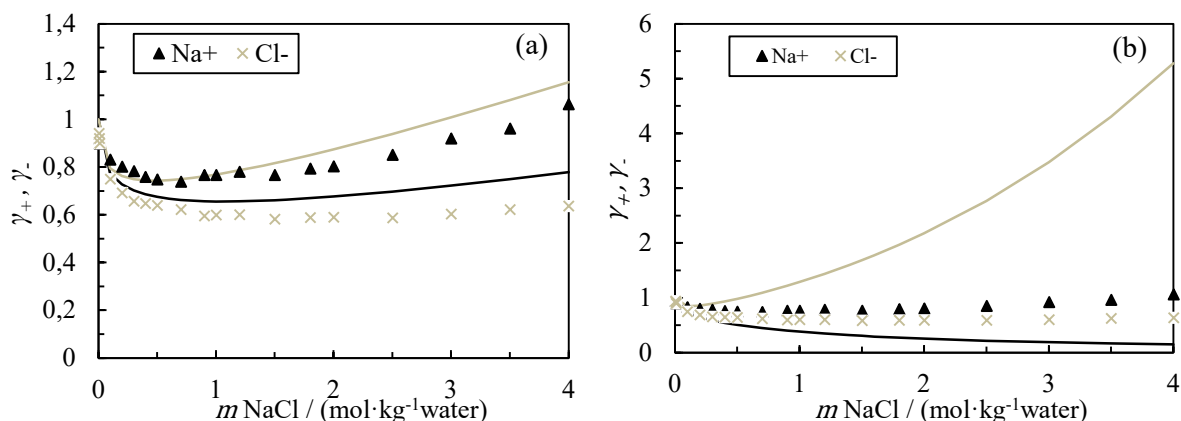 (a)
Na+ Cl-
1,4
1,2
1
0,8
0,6
0,4
0,2
0
γ+, γ-
0 1 2 3 4
m NaCl / (mol·kg-1water)
(b)
Na+ Cl-
6
5
4
3
2
1
0
γ+, γ-
0 1 2 3 4
m NaCl / (mol·kg-1water)